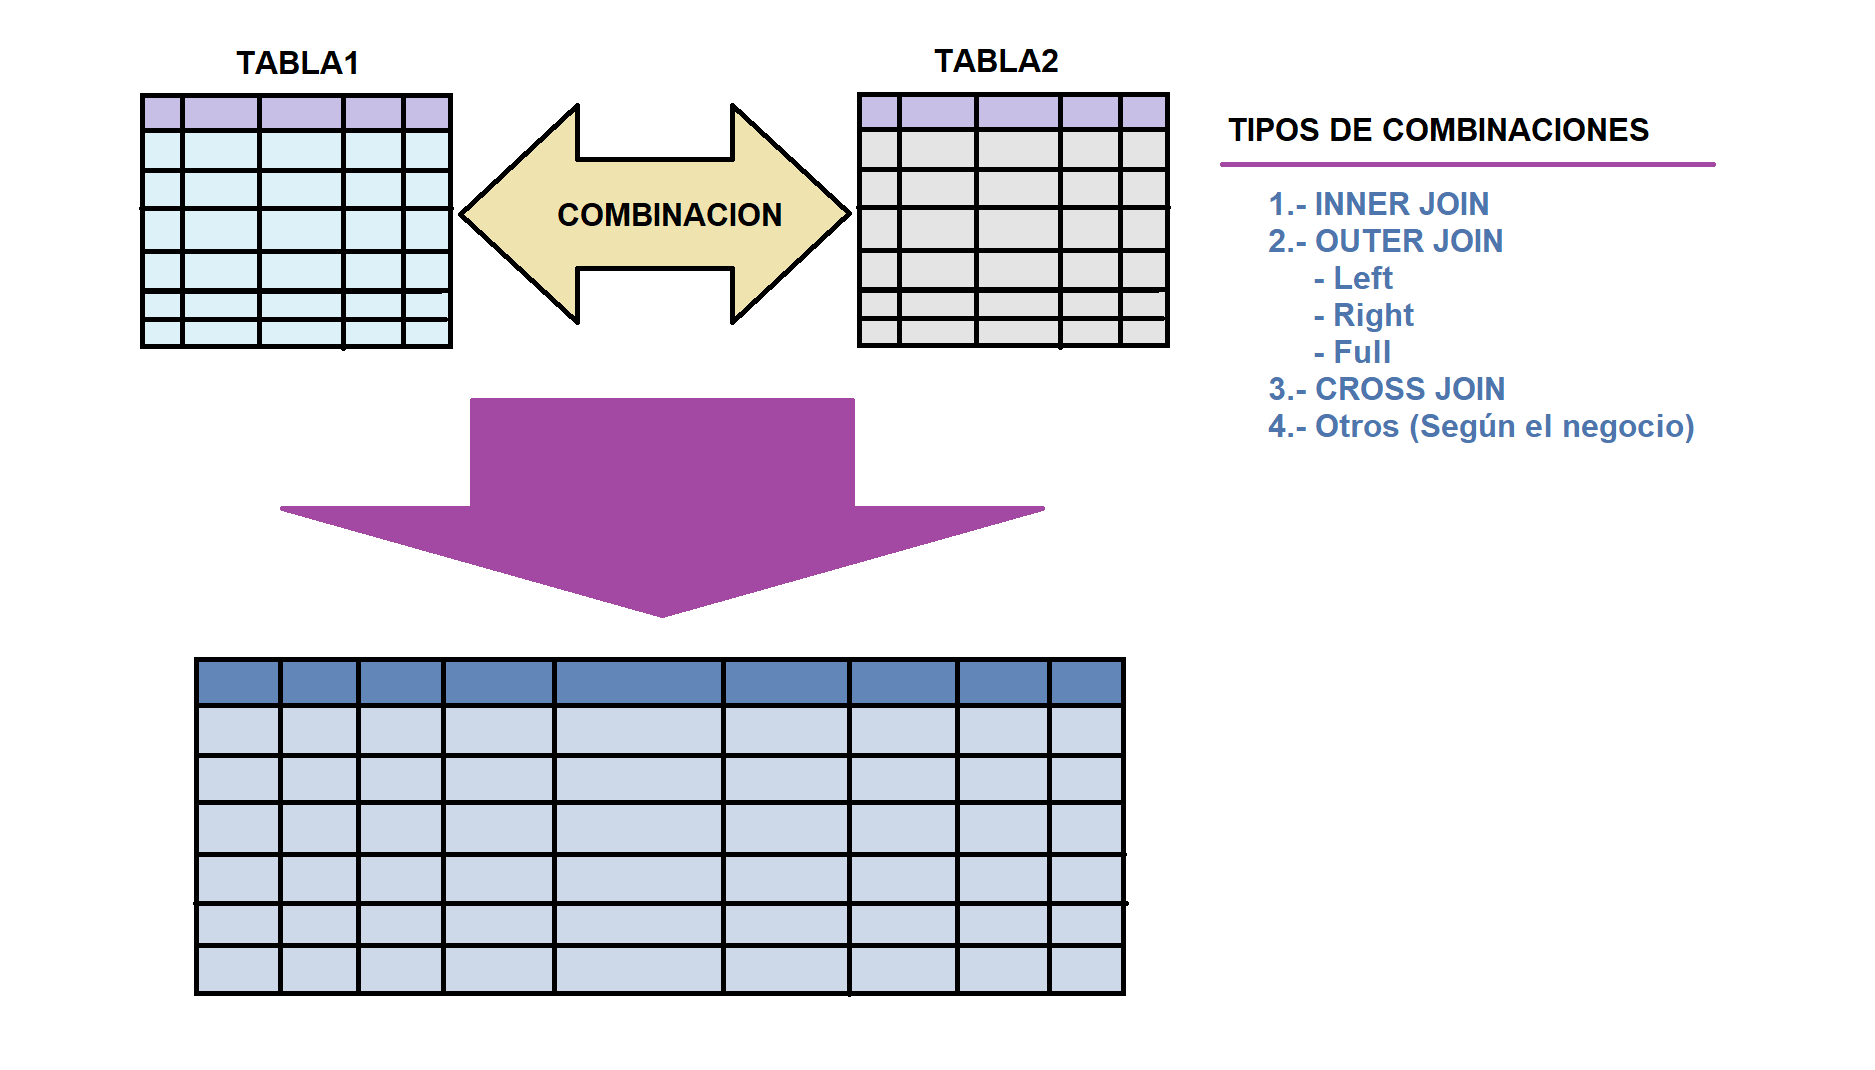 TABLA1
TABLA2
COMBINACION
TIPOS DE COMBINACIONES
1.- INNER JOIN
2.- OUTER JOIN
- Left
- Right
- Full
3.- CROSS JOIN
4.- Otros (Según el negocio)